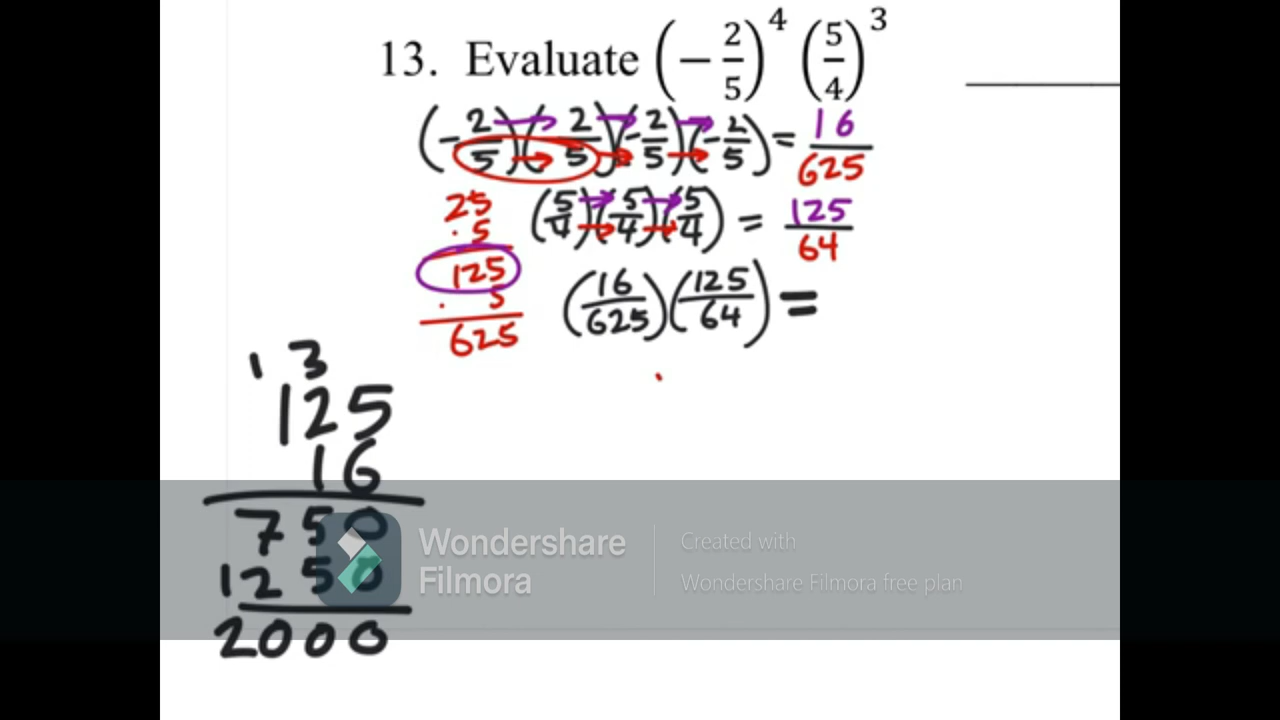 13. Evaluate (−2/5)^4 (5/4)^3
(-2/5)(-2/5)(-2/5)(-2/5) = 16/625
(5/4)(5/4)(5/4) = 125/64
(16/625)(125/64) =
25
· 5
125
· 5
625
1 3
125
16
750
1250
2000
Wondershare
Filmora
Created with
Wondershare Filmora free plan